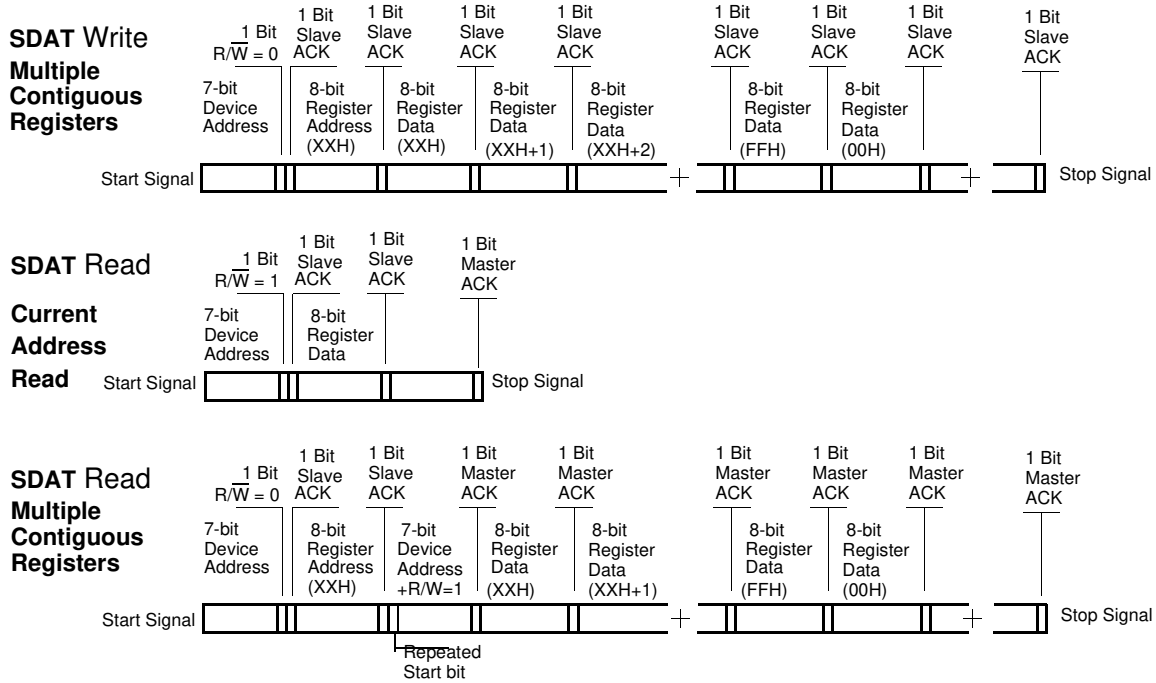 SDAT Write
Multiple
Contiguous
Registers
1 Bit
R/W = 0
1 Bit
Slave
ACK
1 Bit
Slave
ACK
1 Bit
Slave
ACK
1 Bit
Slave
ACK
1 Bit
Slave
ACK
1 Bit
Slave
ACK
1 Bit
Slave
ACK
1 Bit
Slave
ACK
7-bit
Device
Address
8-bit
Register
Address
(XXH)
8-bit
Register
Data
(XXH)
8-bit
Register
Data
(XXH+1)
8-bit
Register
Data
(XXH+2)
8-bit
Register
Data
(FFH)
8-bit
Register
Data
(00H)
Start Signal
Stop Signal
SDAT Read
Current
Address
Read
1 Bit
R/W = 1
1 Bit
Slave
ACK
1 Bit
Slave
ACK
1 Bit
Master
ACK
7-bit
Device
Address
8-bit
Register
Data
Start Signal
Stop Signal
SDAT Read
Multiple
Contiguous
Registers
1 Bit
R/W = 0
1 Bit
Slave
ACK
1 Bit
Slave
ACK
1 Bit
Master
ACK
1 Bit
Master
ACK
1 Bit
Master
ACK
1 Bit
Master
ACK
1 Bit
Master
ACK
1 Bit
Master
ACK
7-bit
Device
Address
8-bit
Register
Address
(XXH)
7-bit
Device
Address
+R/W=1
8-bit
Register
Data
(XXH)
8-bit
Register
Data
(XXH+1)
8-bit
Register
Data
(FFH)
8-bit
Register
Data
(00H)
Start Signal
Stop Signal
Repeated
Start bit